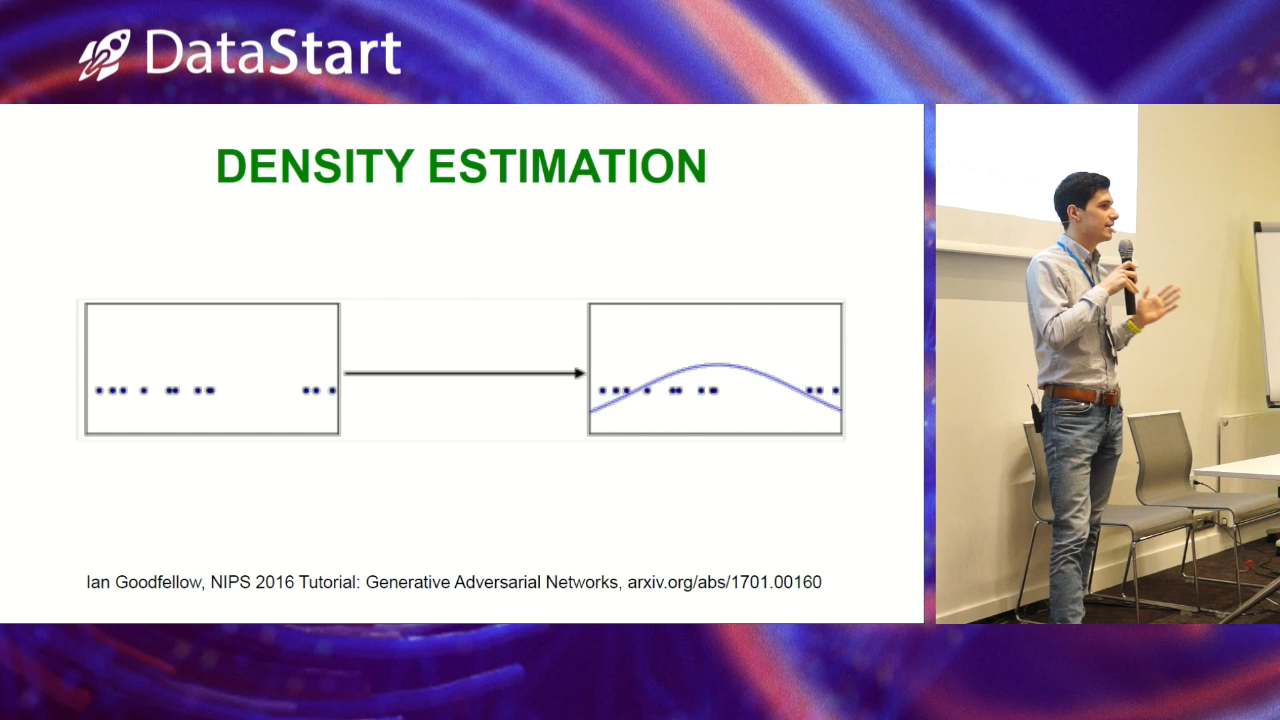 DataStart
DENSITY ESTIMATION
Ian Goodfellow, NIPS 2016 Tutorial: Generative Adversarial Networks, arxiv.org/abs/1701.00160